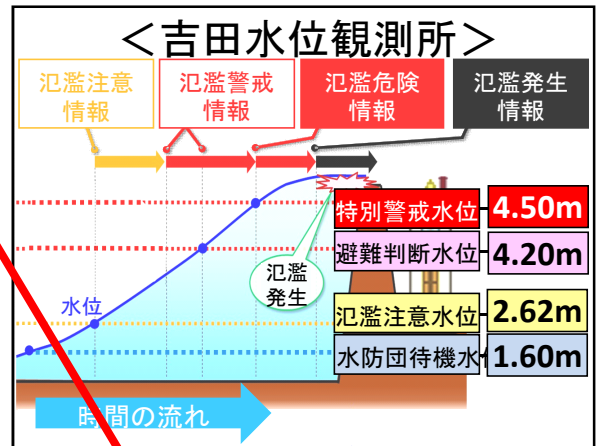 ＜吉田水位観測所＞
氾濫注意
情報
氾濫警戒
情報
氾濫危険
情報
氾濫発生
情報
特別警戒水位 4.50m
避難判断水位 4.20m
氾濫
発生
水位
氾濫注意水位 2.62m
水防団待機水 1.60m
時間の流れ